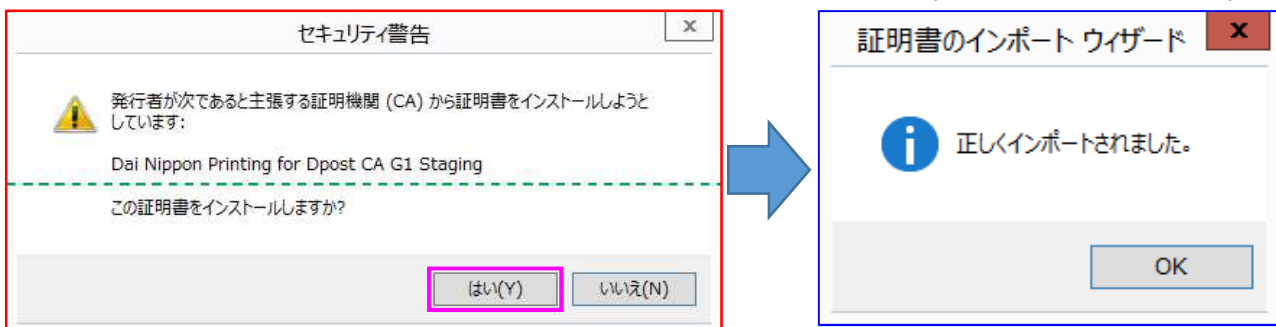 セキュリティ警告
x
発行者が次であると主張する証明機関 (CA) から証明書をインストールしようと
しています:
Dai Nippon Printing for Dpost CA G1 Staging
この証明書をインストールしますか?
はい(Y)
いいえ(N)
証明書のインポート ウィザード
x
正しくインポートされました。
OK